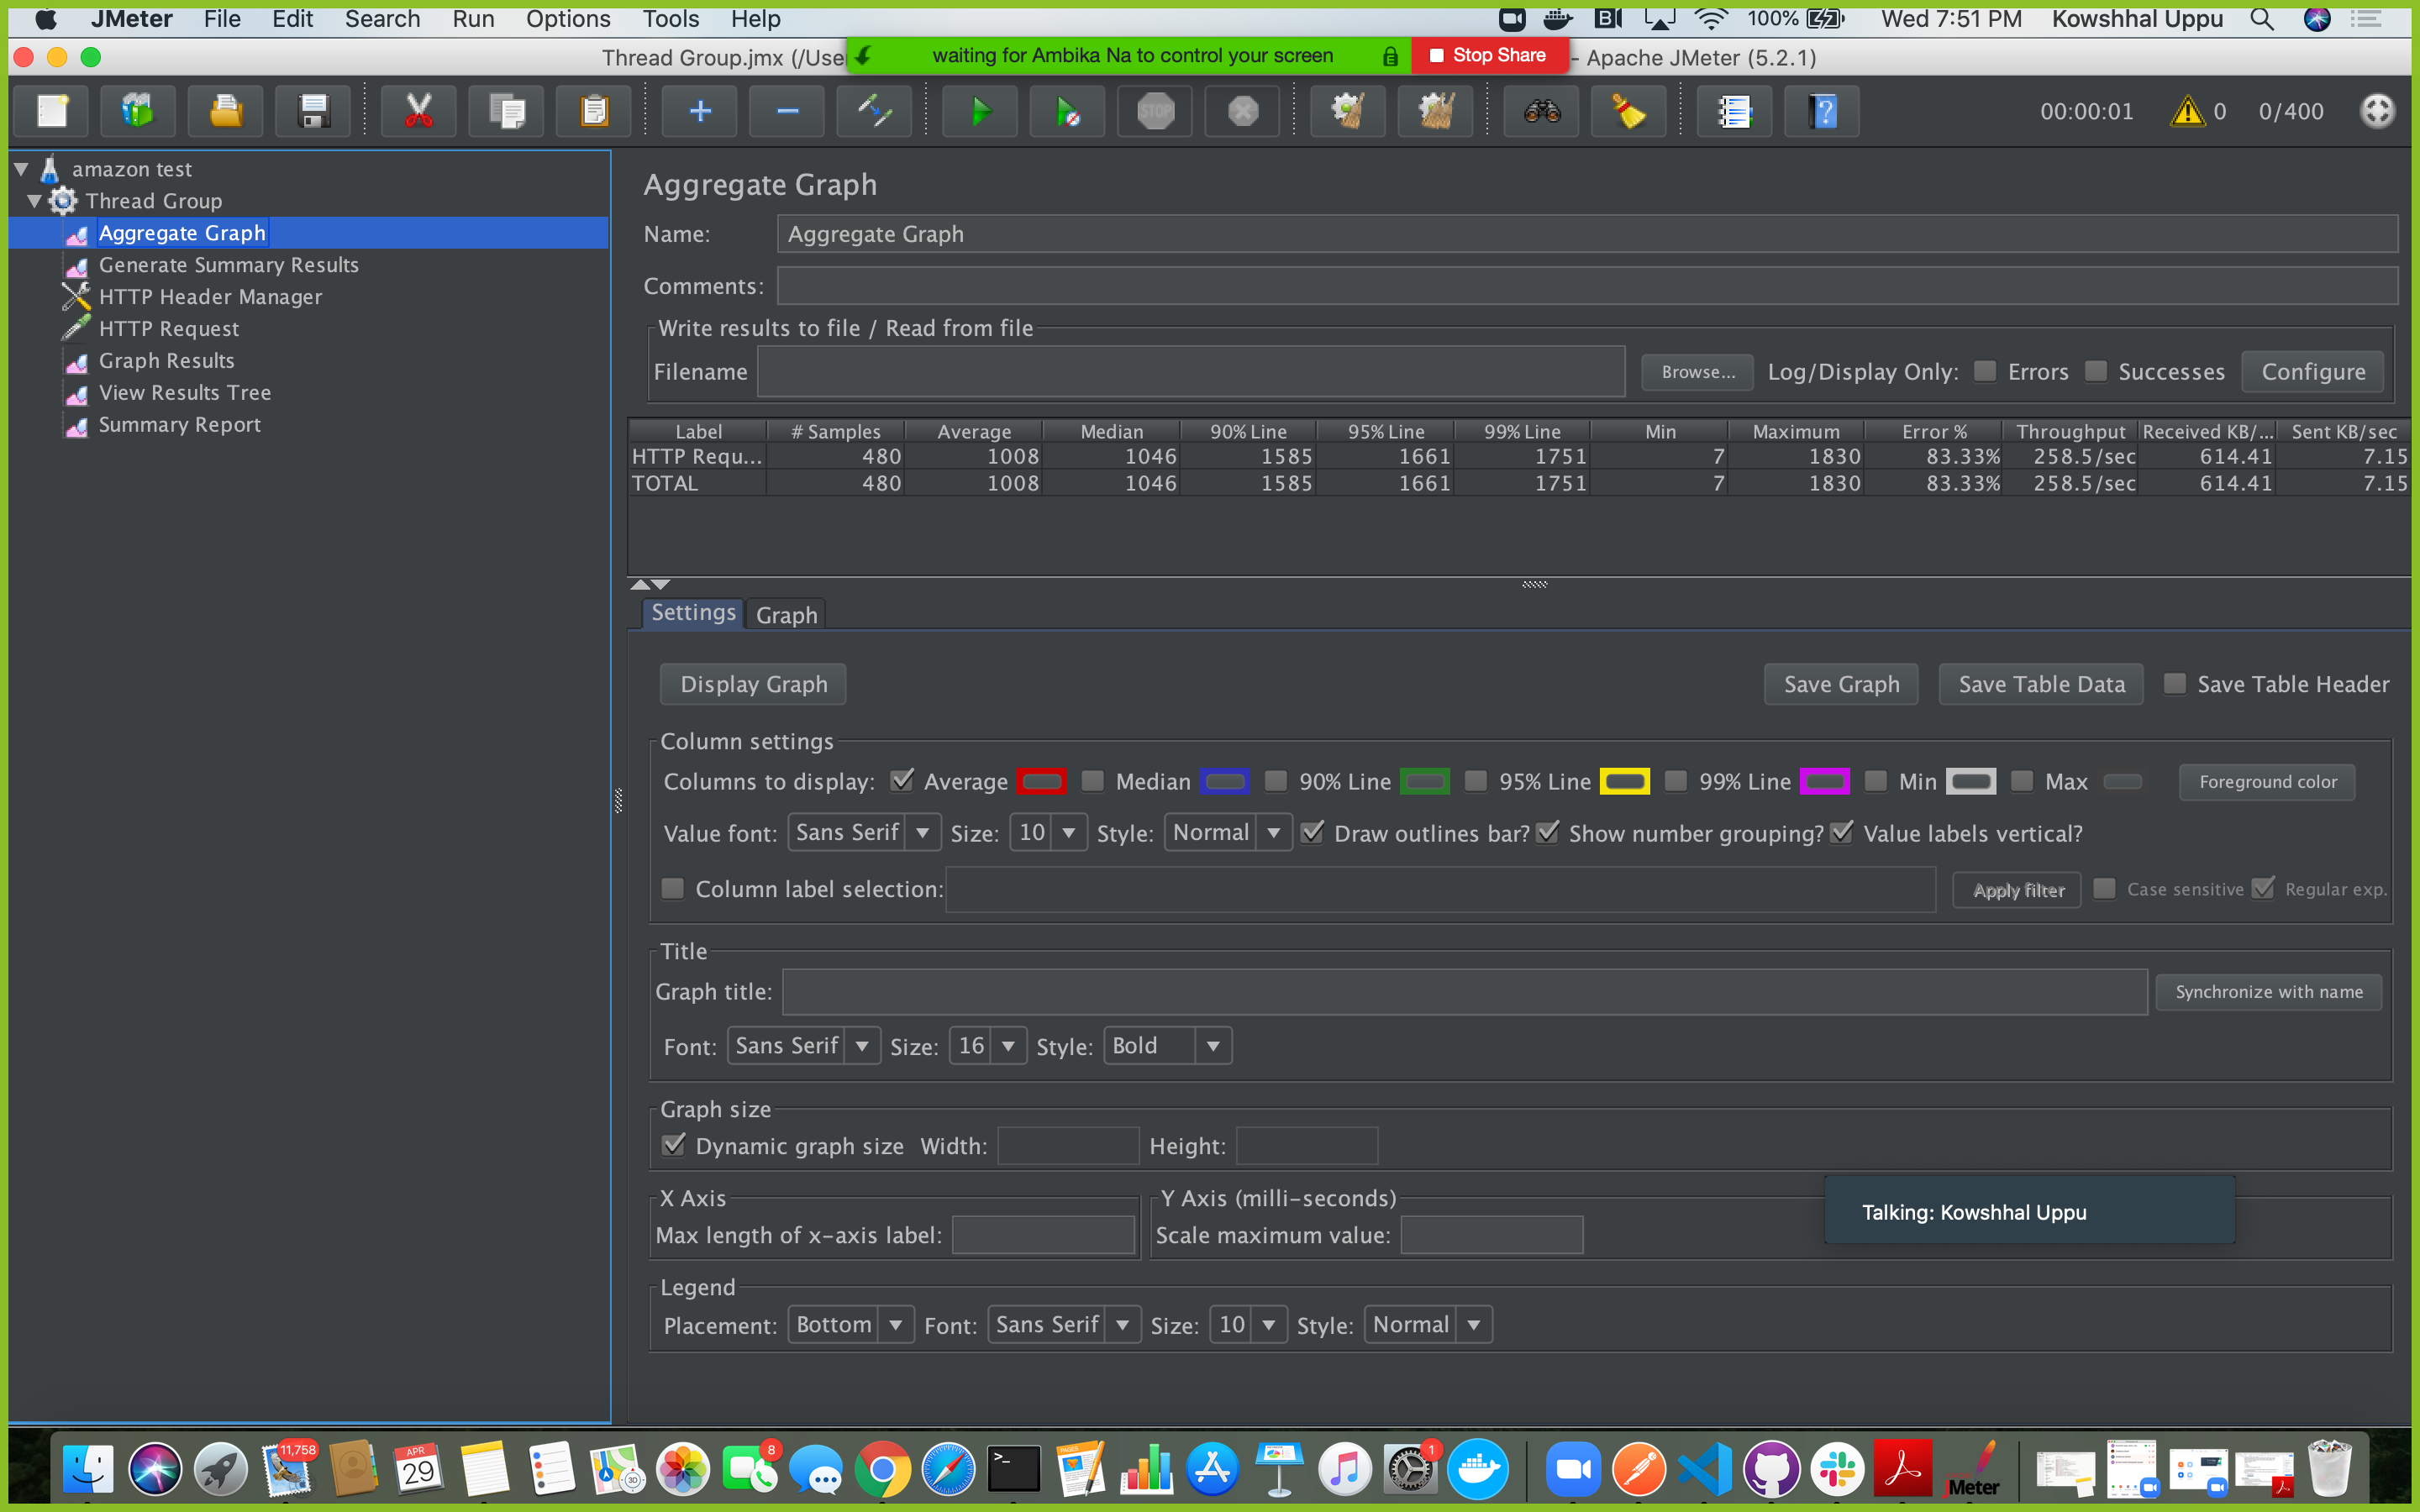 JMeter File Edit Search Run Options Tools Help 100% Wed 7:51 PM Kowshhal Uppu
Thread Group.jmx (/Use waiting for Ambika Na to control your screen Stop Share - Apache JMeter (5.2.1)
STOP 00:00:01 0 0/400
amazon test
Thread Group
Aggregate Graph
Generate Summary Results
HTTP Header Manager
HTTP Request
Graph Results
View Results Tree
Summary Report
Aggregate Graph
Name: Aggregate Graph
Comments:
Write results to file / Read from file
Filename Browse... Log/Display Only: Errors Successes Configure
Label # Samples Average Median 90% Line 95% Line 99% Line Min Maximum Error % Throughput Received KB/... Sent KB/sec
HTTP Requ... 480 1008 1046 1585 1661 1751 7 1830 83.33% 258.5/sec 614.41 7.15
TOTAL 480 1008 1046 1585 1661 1751 7 1830 83.33% 258.5/sec 614.41 7.15
Settings Graph
Display Graph Save Graph Save Table Data Save Table Header
Column settings
Columns to display: Average Median 90% Line 95% Line 99% Line Min Max Foreground color
Value font: Sans Serif Size: 10 Style: Normal Draw outlines bar? Show number grouping? Value labels vertical?
Column label selection: Apply filter Case sensitive Regular exp.
Title
Graph title: Synchronize with name
Font: Sans Serif Size: 16 Style: Bold
Graph size
Dynamic graph size Width: Height:
X Axis Y Axis (milli-seconds)
Max length of x-axis label: Scale maximum value:
Talking: Kowshhal Uppu
Legend
Placement: Bottom Font: Sans Serif Size: 10 Style: Normal
11,758 APR 29 3D 8 PAGES 1 Meter